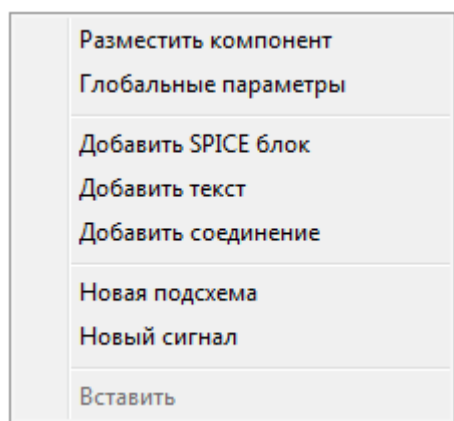 Разместить компонент
Глобальные параметры
Добавить SPICE блок
Добавить текст
Добавить соединение
Новая подсхема
Новый сигнал
Вставить